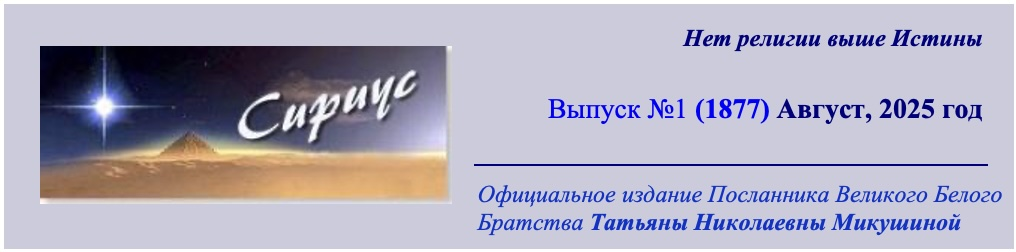 Сириус
Нет религии выше Истины
Выпуск №1 (1877) Август, 2025 год
Официальное издание Посланника Великого Белого
Братства Татьяны Николаевны Микушиной